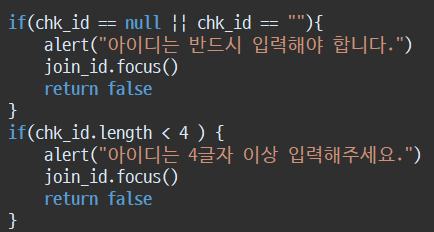 if(chk_id == null || chk_id == ""){
    alert("아이디는 반드시 입력해야 합니다.")
    join_id.focus()
    return false
}
if(chk_id.length < 4 ) {
    alert("아이디는 4글자 이상 입력해주세요.")
    join_id.focus()
    return false
}